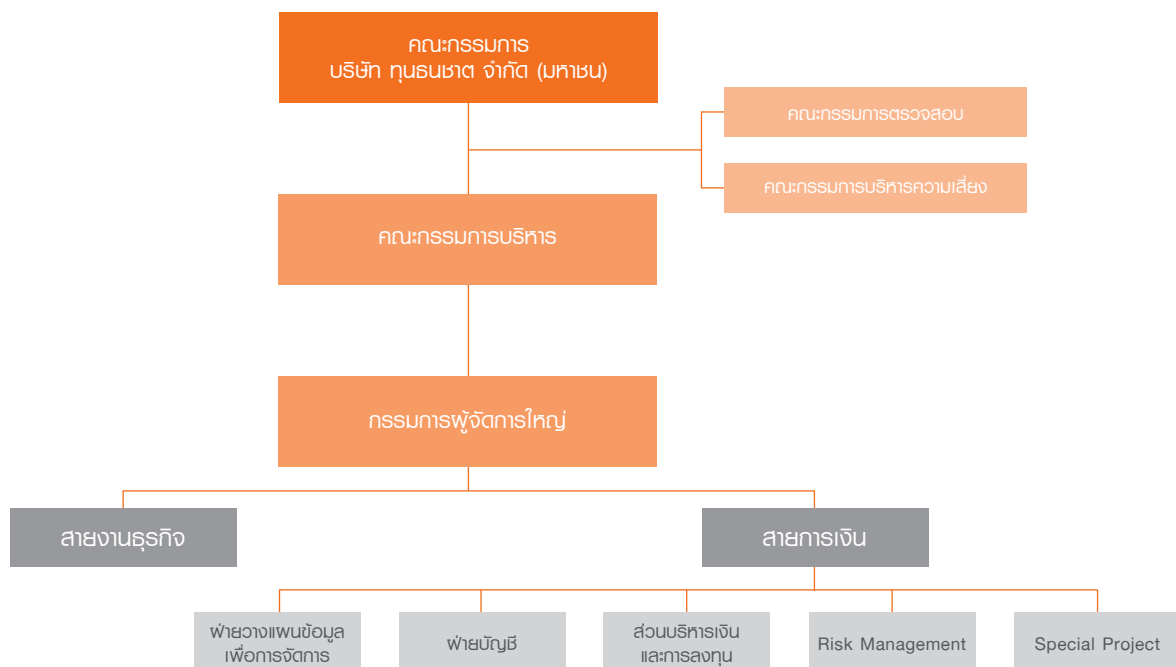 คณะกรรมการ
บริษัท ทุนธนชาต จำกัด (มหาชน)
คณะกรรมการตรวจสอบ
คณะกรรมการบริหารความเสี่ยง
คณะกรรมการบริหาร
กรรมการผู้จัดการใหญ่
สายงานธุรกิจ
สายการเงิน
ฝ่ายวางแผนข้อมูล
เพื่อการจัดการ
ฝ่ายบัญชี
ส่วนบริหารเงิน
และการลงทุน
Risk Management
Special Project